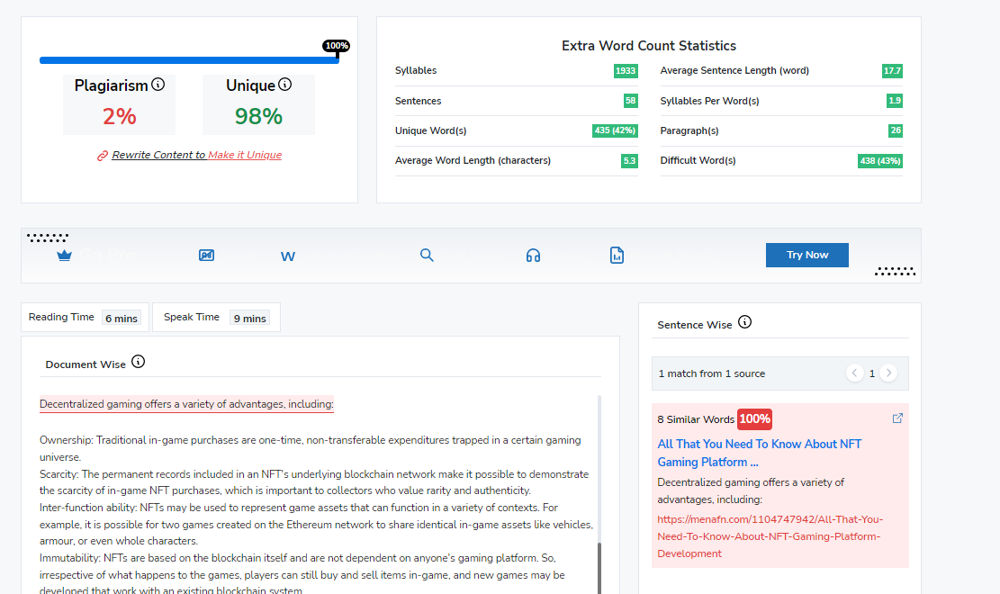 100%
Plagiarism
2%
Unique
98%
Rewrite Content to Make it Unique
Extra Word Count Statistics
Syllables 1933
Average Sentence Length (word) 17.7
Sentences 58
Syllables Per Word(s) 1.9
Unique Word(s) 435 (42%)
Paragraph(s) 26
Average Word Length (characters) 5.3
Difficult Word(s) 438 (43%)
W
Try Now
Reading Time 6 mins
Speak Time 9 mins
Document Wise
Decentralized gaming offers a variety of advantages, including:
Ownership: Traditional in-game purchases are one-time, non-transferable expenditures trapped in a certain gaming
universe.
Scarcity: The permanent records included in an NFT's underlying blockchain network make it possible to demonstrate
the scarcity of in-game NFT purchases, which is important to collectors who value rarity and authenticity.
Inter-function ability: NFTs may be used to represent game assets that can function in a variety of contexts. For
example, it is possible for two games created on the Ethereum network to share identical in-game assets like vehicles,
armour, or even whole characters.
Immutability: NFTs are based on the blockchain itself and are not dependent on anyone's gaming platform. So,
irrespective of what happens to the games, players can still buy and sell items in-game, and new games may be
developed that work with an existing blockchain system.
Sentence Wise
1 match from 1 source
1
8 Similar Words 100%
All That You Need To Know About NFT
Gaming Platform ...
Decentralized gaming offers a variety of
advantages, including:
https://menafn.com/1104747942/All-That-You-
Need-To-Know-About-NFT-Gaming-Platform-
Development